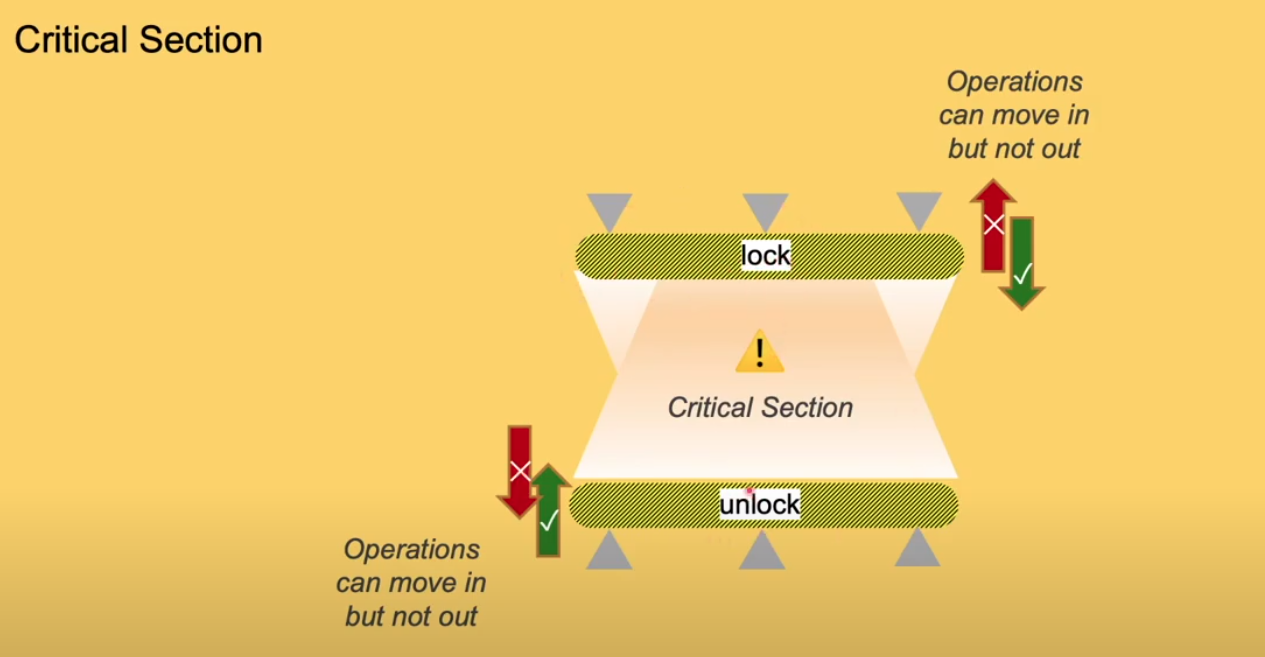 Critical Section
Operations
can move in
but not out
lock
Critical Section
unlock
Operations
can move in
but not out